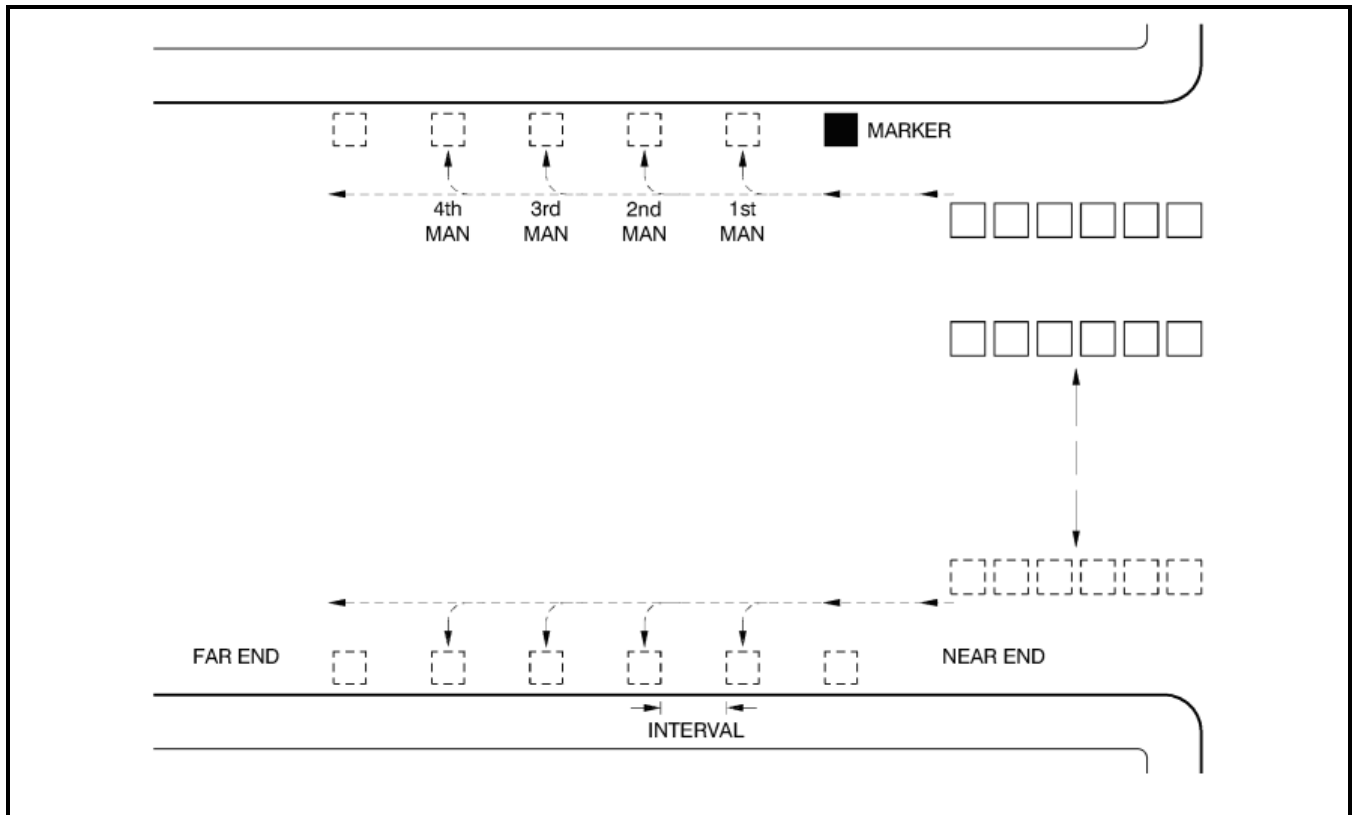 MARKER
4th
MAN
3rd
MAN
2nd
MAN
1st
MAN
FAR END
NEAR END
INTERVAL